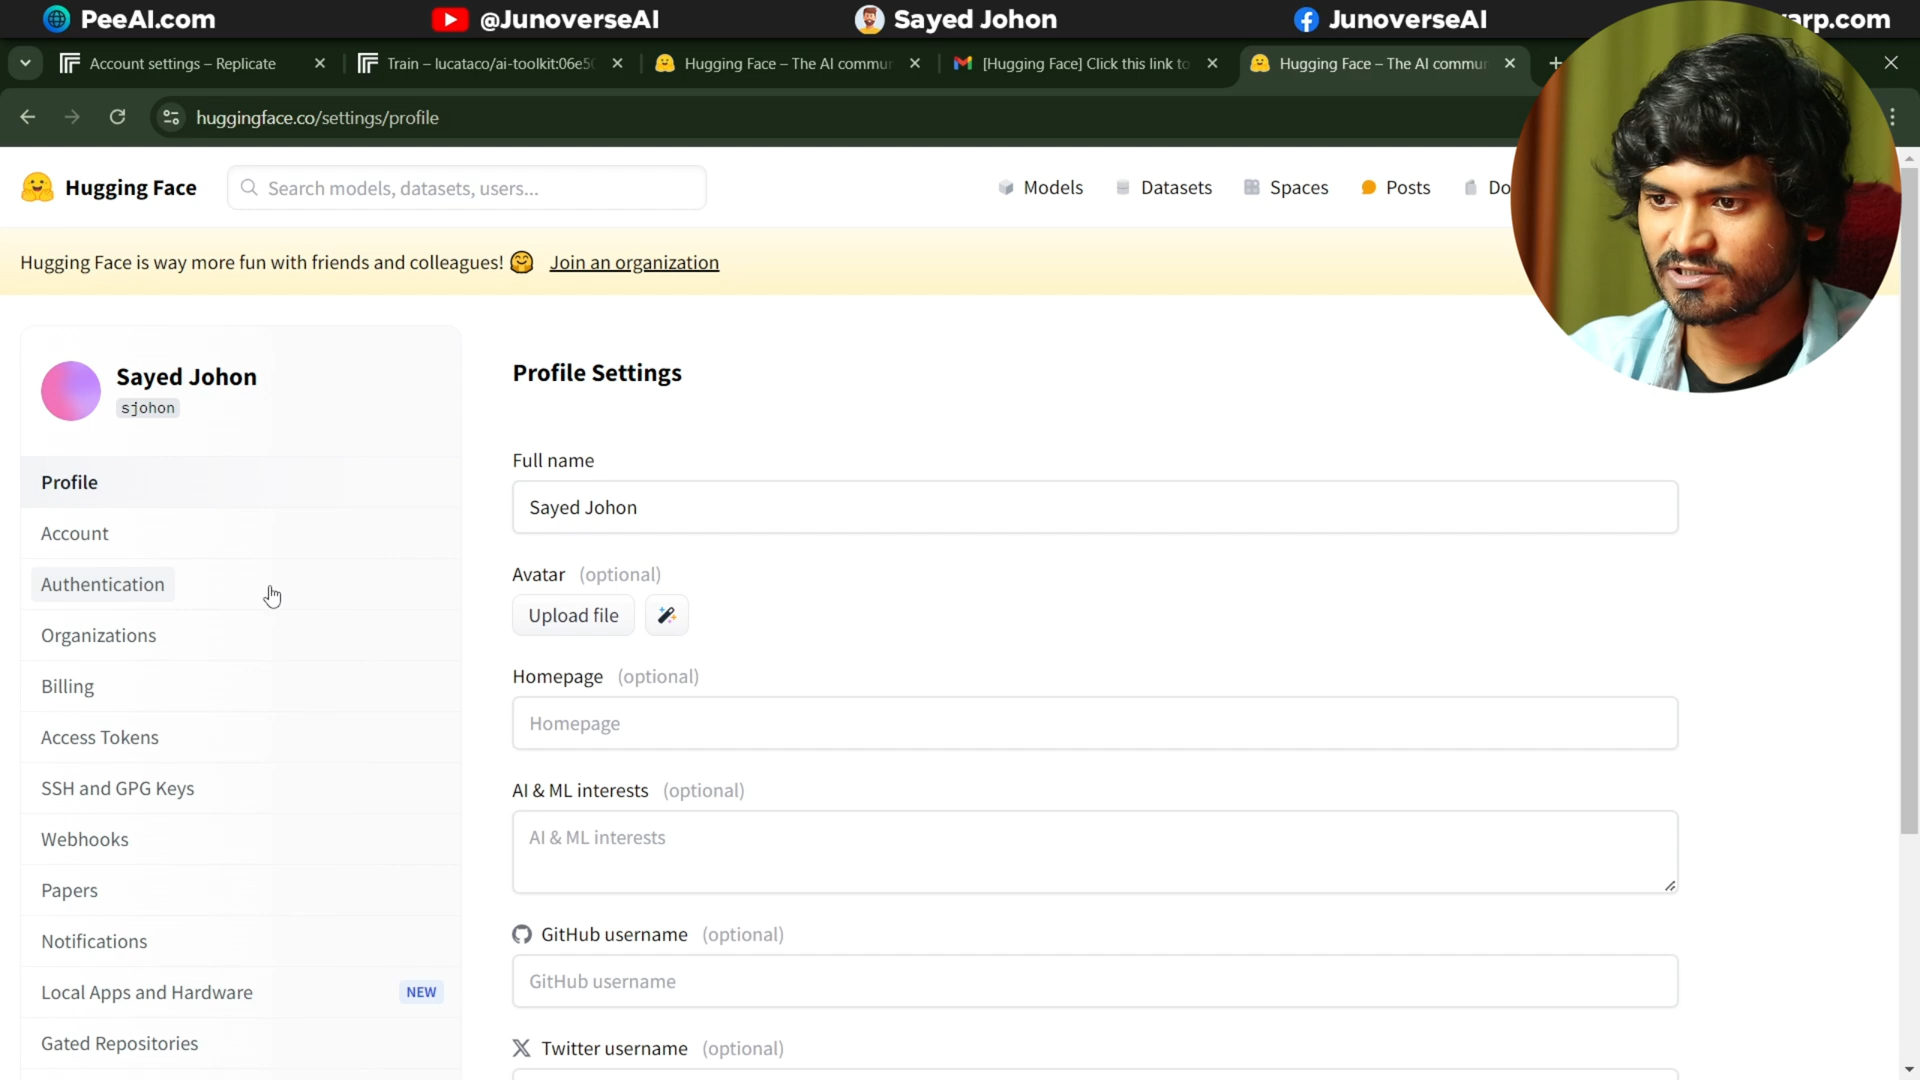 PeeAI.com
@JunoverseAI
Sayed Johon
JunoverseAI
arp.com
Account settings – Replicate
Train – lucataco/ai-toolkit:06e5
Hugging Face – The AI commu
[Hugging Face] Click this link to
Hugging Face – The AI commu
huggingface.co/settings/profile
Hugging Face
Search models, datasets, users...
Models
Datasets
Spaces
Posts
Do
Hugging Face is way more fun with friends and colleagues! 🤗 Join an organization
Sayed Johon
sjohon
Profile
Account
Authentication
Organizations
Billing
Access Tokens
SSH and GPG Keys
Webhooks
Papers
Notifications
Local Apps and Hardware NEW
Gated Repositories
Profile Settings
Full name
Sayed Johon
Avatar (optional)
Upload file
Homepage (optional)
Homepage
AI & ML interests (optional)
AI & ML interests
GitHub username (optional)
GitHub username
Twitter username (optional)